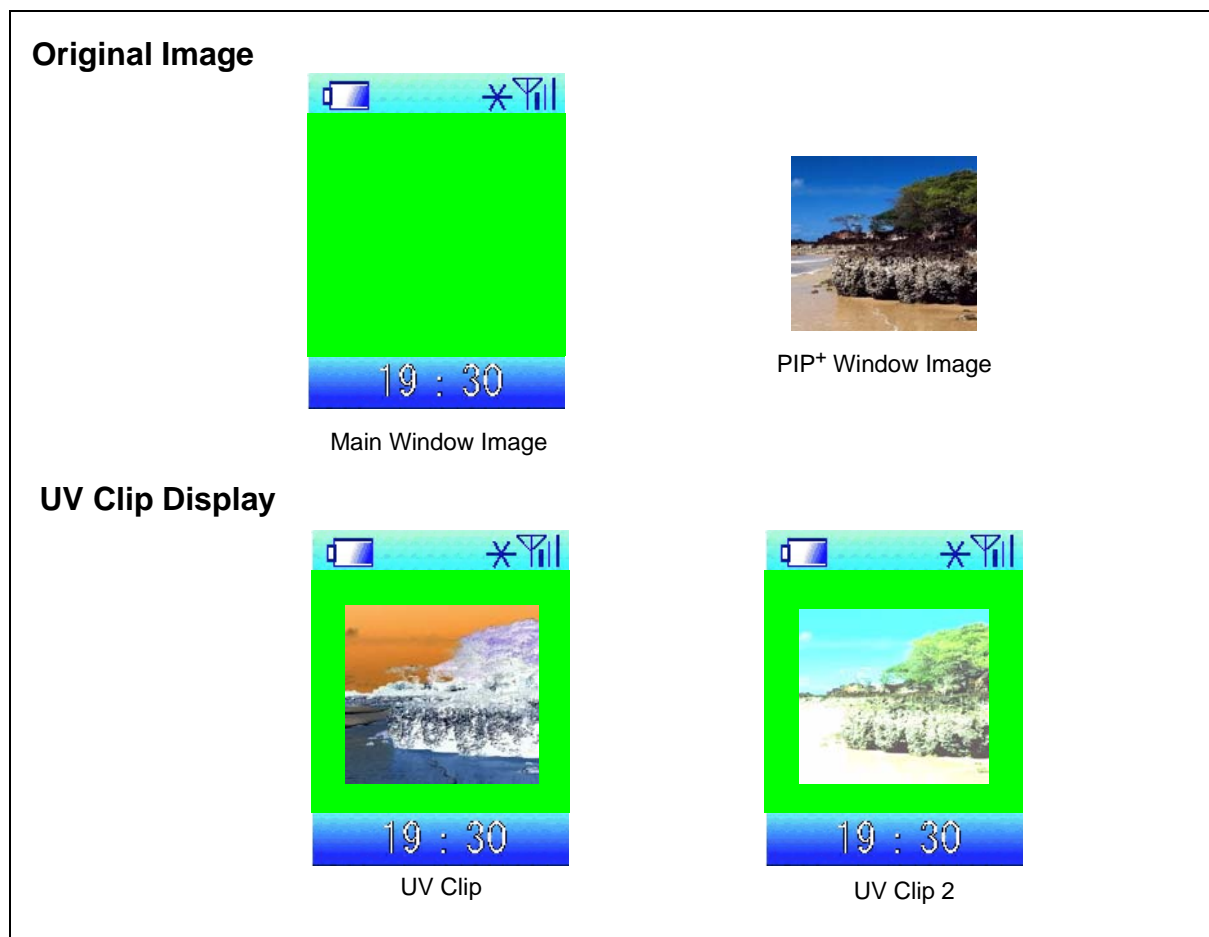 Original Image
19 : 30
Main Window Image
PIP+ Window Image
UV Clip Display
19 : 30
UV Clip
19 : 30
UV Clip 2